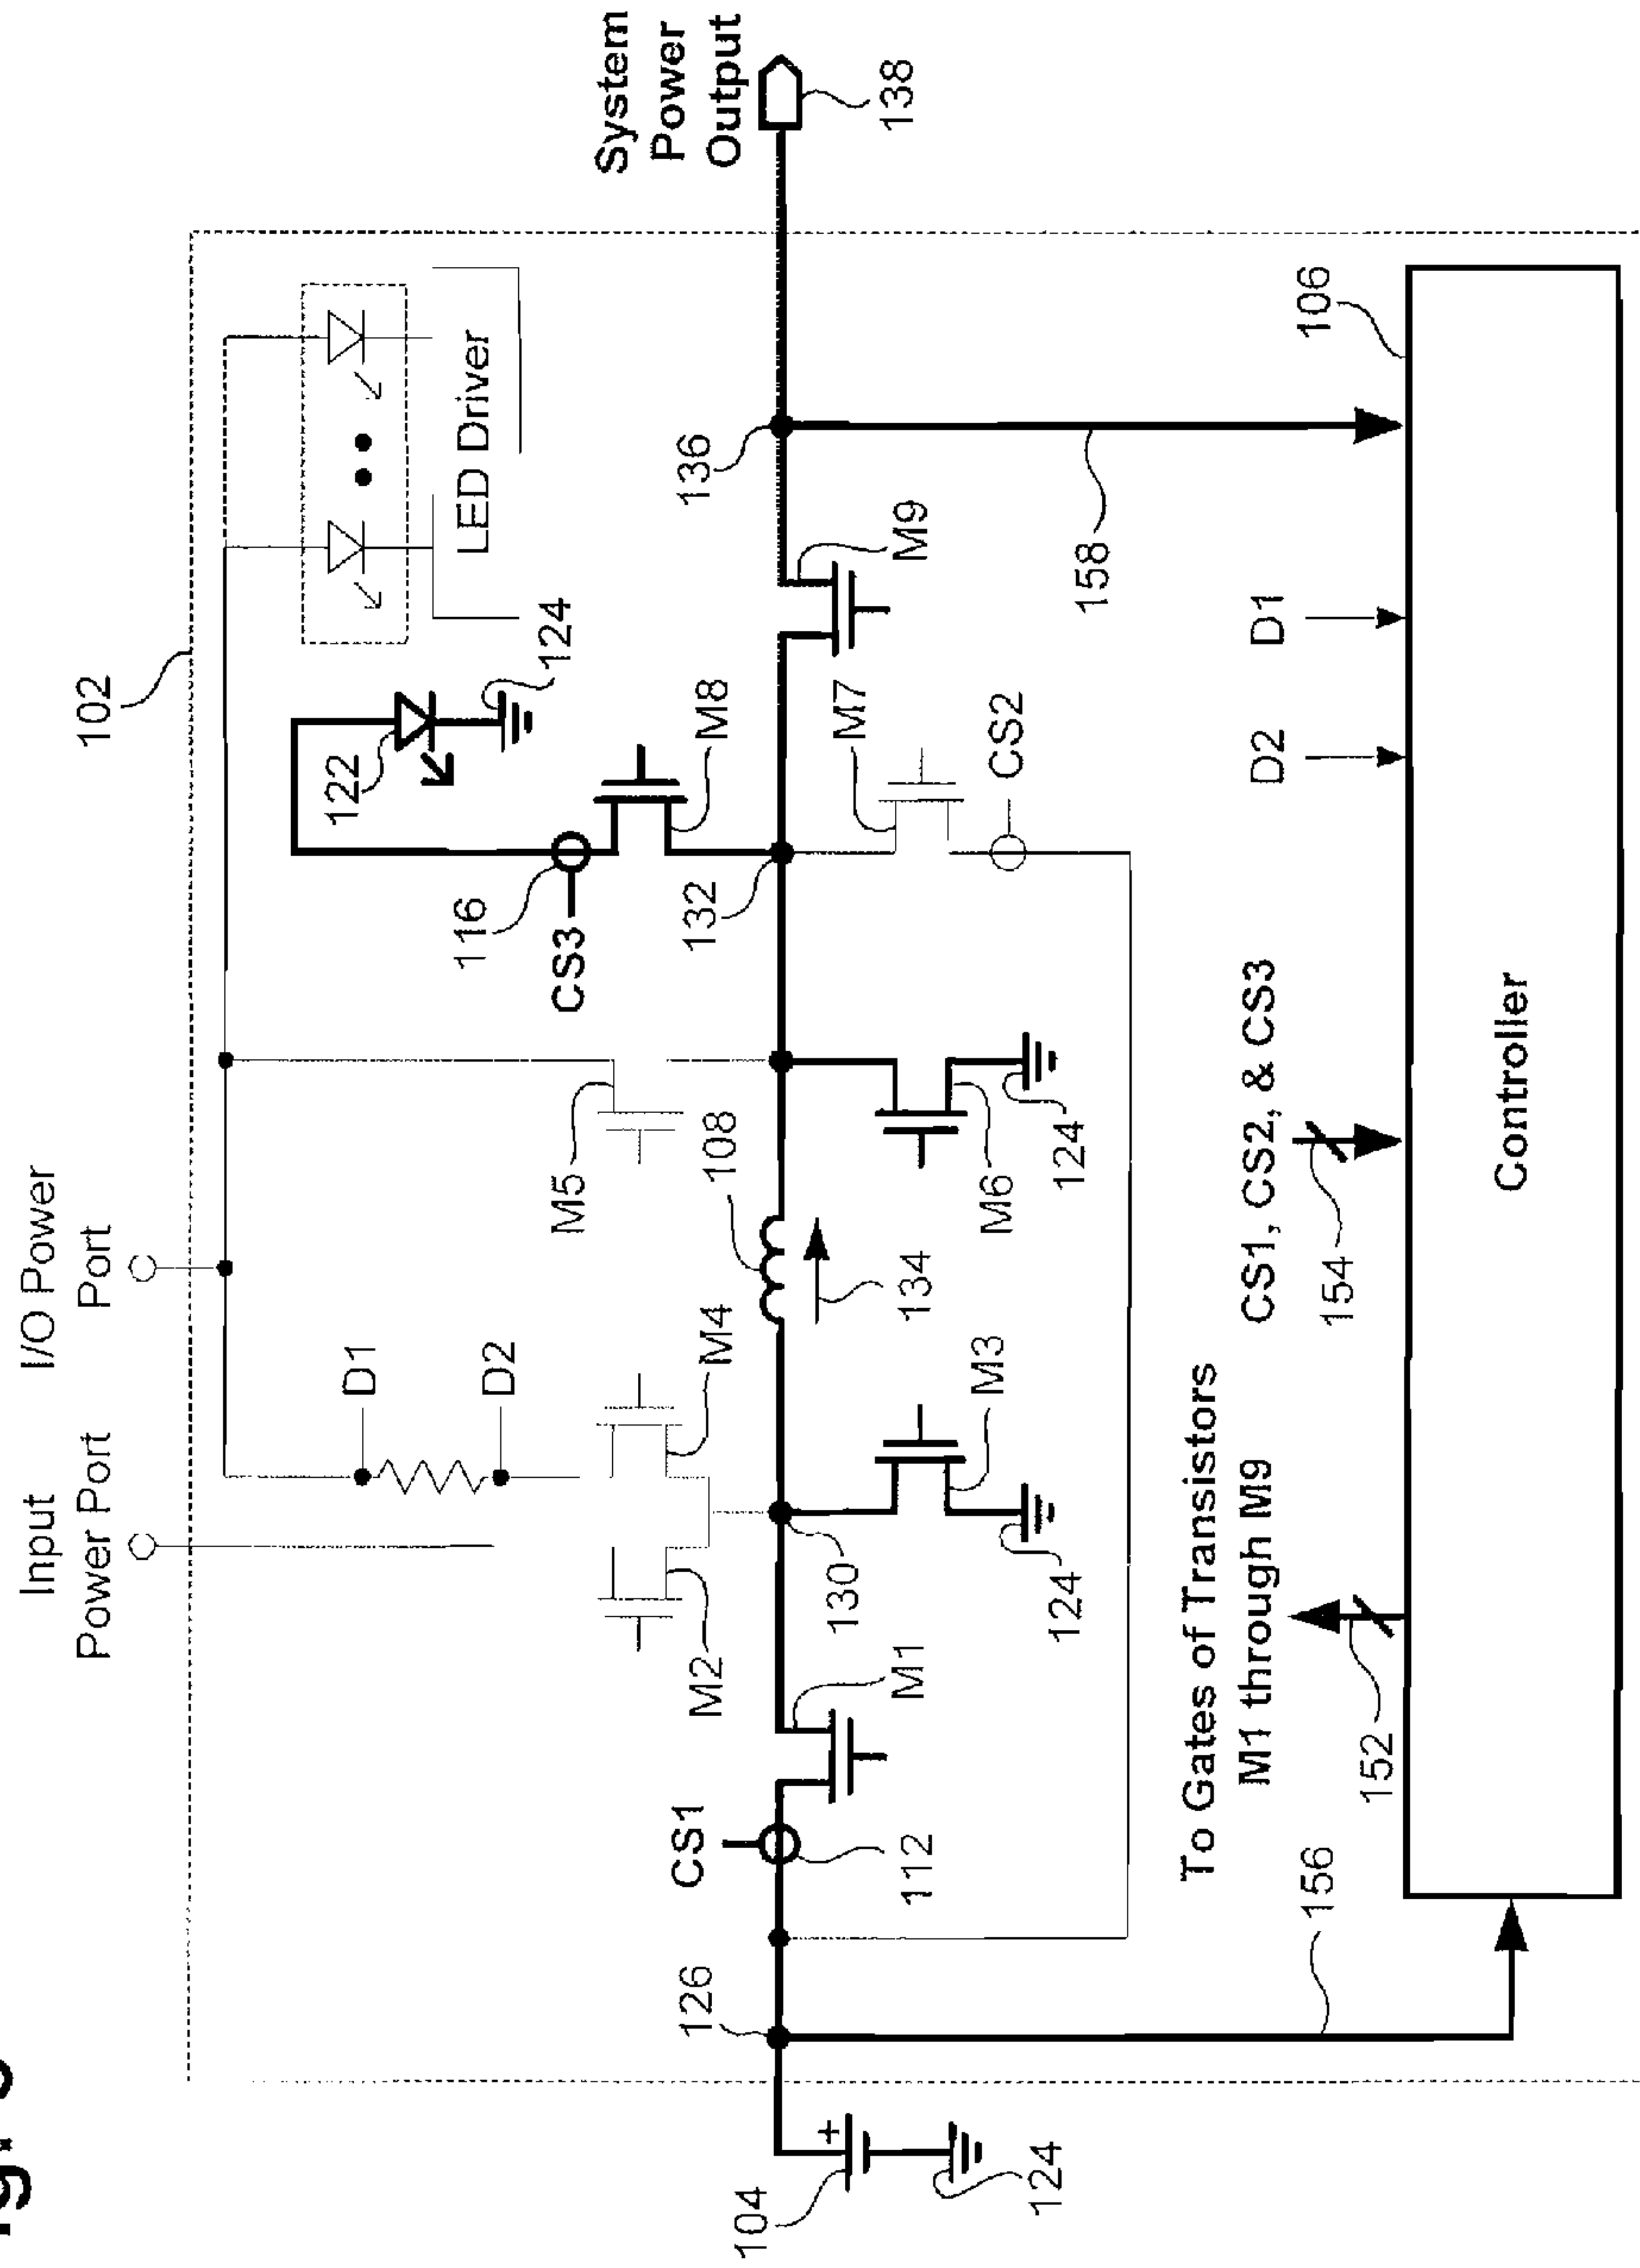 Input
Power Port
I/O Power
Port
102
D1
D2
M2
M4
M5
108
116
CS3
122
124
M8
LED Driver
System
Power
Output
138
136
132
M9
M7
CS2
126
CS1
112
M1
130
M3
124
134
M6
124
104
124
156
To Gates of Transistors
M1 through M9
152
CS1, CS2, & CS3
154
D2
D1
158
106
Controller